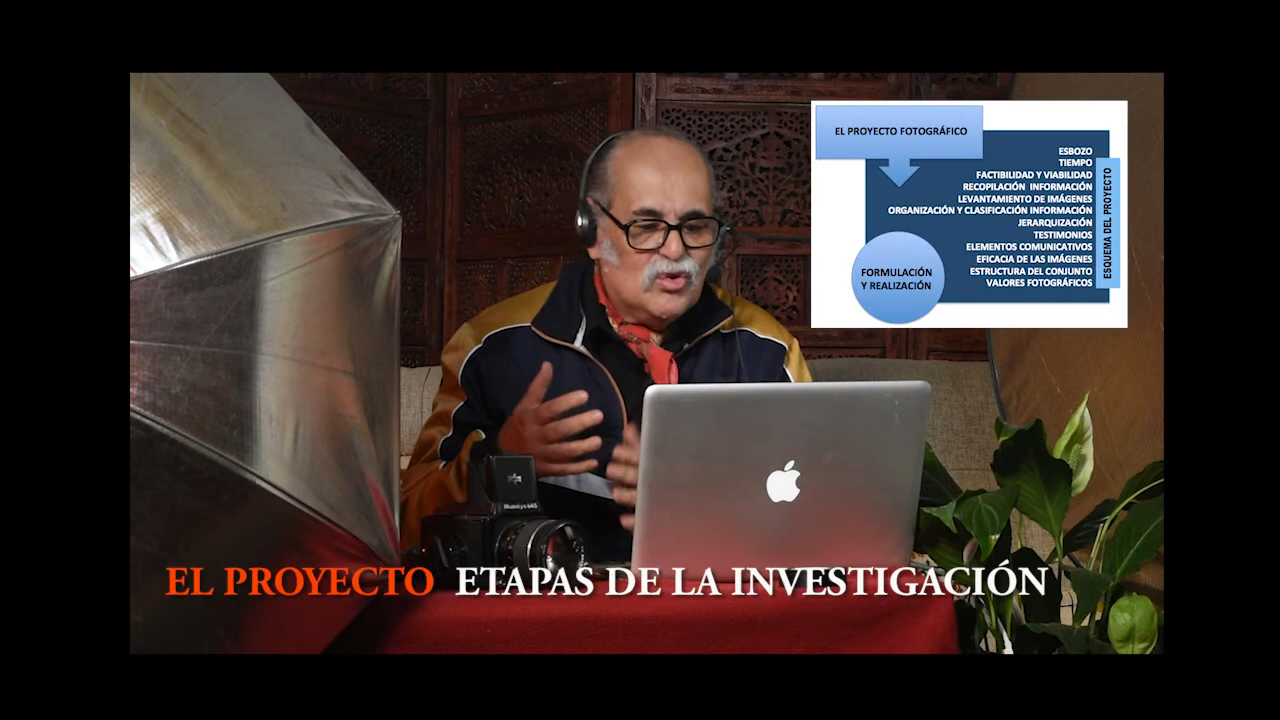 EL PROYECTO FOTOGRÁFICO
ESBOZO
TIEMPO
FACTIBILIDAD Y VIABILIDAD
RECOPILACIÓN INFORMACIÓN
LEVANTAMIENTO DE IMÁGENES
ORGANIZACIÓN Y CLASIFICACIÓN INFORMACIÓN
JERARQUIZACIÓN
TESTIMONIOS
ELEMENTOS COMUNICATIVOS
EFICACIA DE LAS IMÁGENES
ESTRUCTURA DEL CONJUNTO
VALORES FOTOGRÁFICOS
ESQUEMA DEL PROYECTO
FORMULACIÓN
Y REALIZACIÓN
Mamiya 645
EL PROYECTO ETAPAS DE LA INVESTIGACIÓN